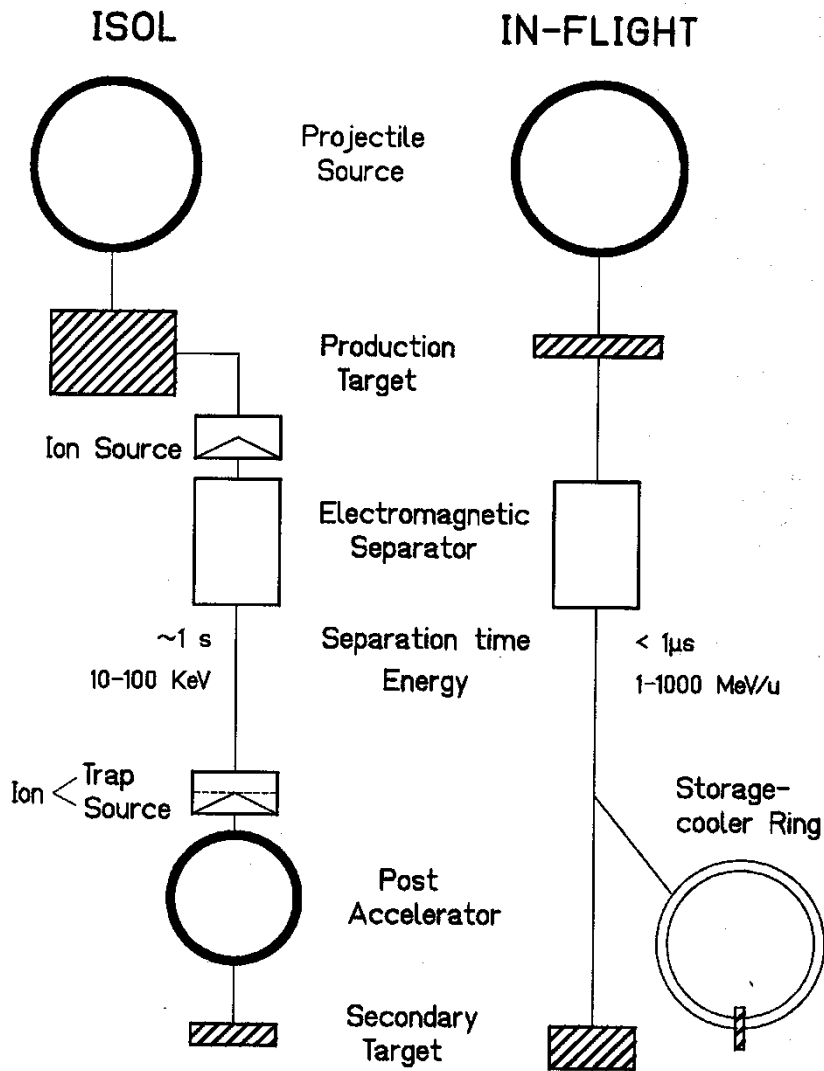 ISOL
IN-FLIGHT
Projectile
Source
Production
Target
Ion Source
Electromagnetic
Separator
~1 s
Separation time
< 1µs
10-100 KeV
Energy
1-1000 MeV/u
Ion
Trap
Source
Storage-
cooler Ring
Post
Accelerator
Secondary
Target